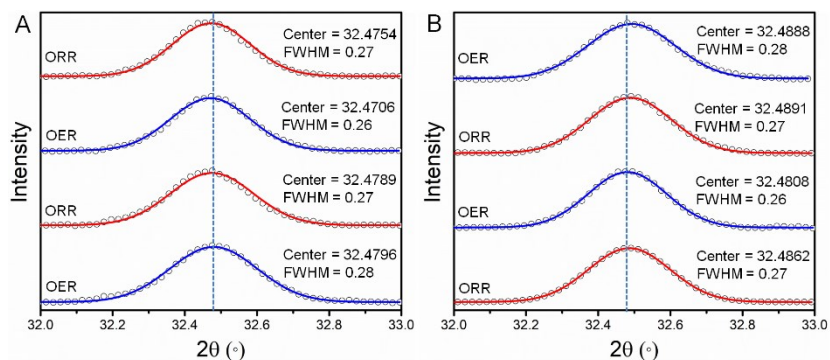 A
ORR
Center = 32.4754
FWHM = 0.27
OER
Center = 32.4706
FWHM = 0.26
ORR
Center = 32.4789
FWHM = 0.27
OER
Center = 32.4796
FWHM = 0.28
Intensity
32.0 32.2 32.4 32.6 32.8 33.0
2θ (◦)
B
OER
Center = 32.4888
FWHM = 0.28
ORR
Center = 32.4891
FWHM = 0.27
OER
Center = 32.4808
FWHM = 0.26
ORR
Center = 32.4862
FWHM = 0.27
Intensity
32.0 32.2 32.4 32.6 32.8 33.0
2θ (◦)